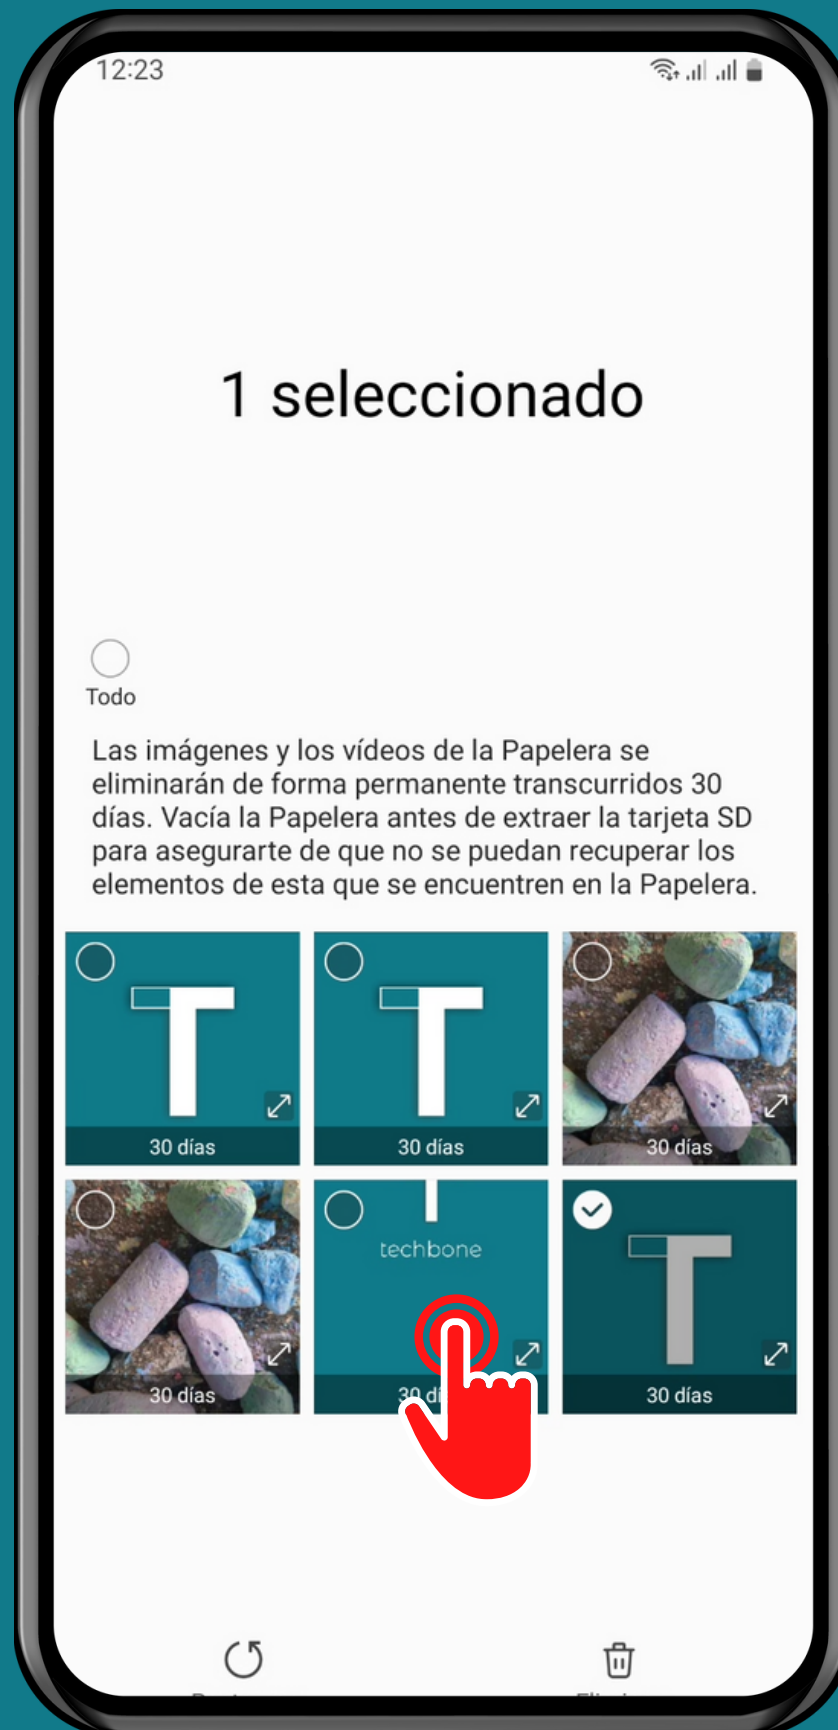 12:23
1 seleccionado
Todo
Las imágenes y los vídeos de la Papelera se
eliminarán de forma permanente transcurridos 30
días. Vacía la Papelera antes de extraer la tarjeta SD
para asegurarte de que no se puedan recuperar los
elementos de esta que se encuentren en la Papelera.
T T
30 días 30 días 30 días
techbone
T
30 días 30 dí 30 días